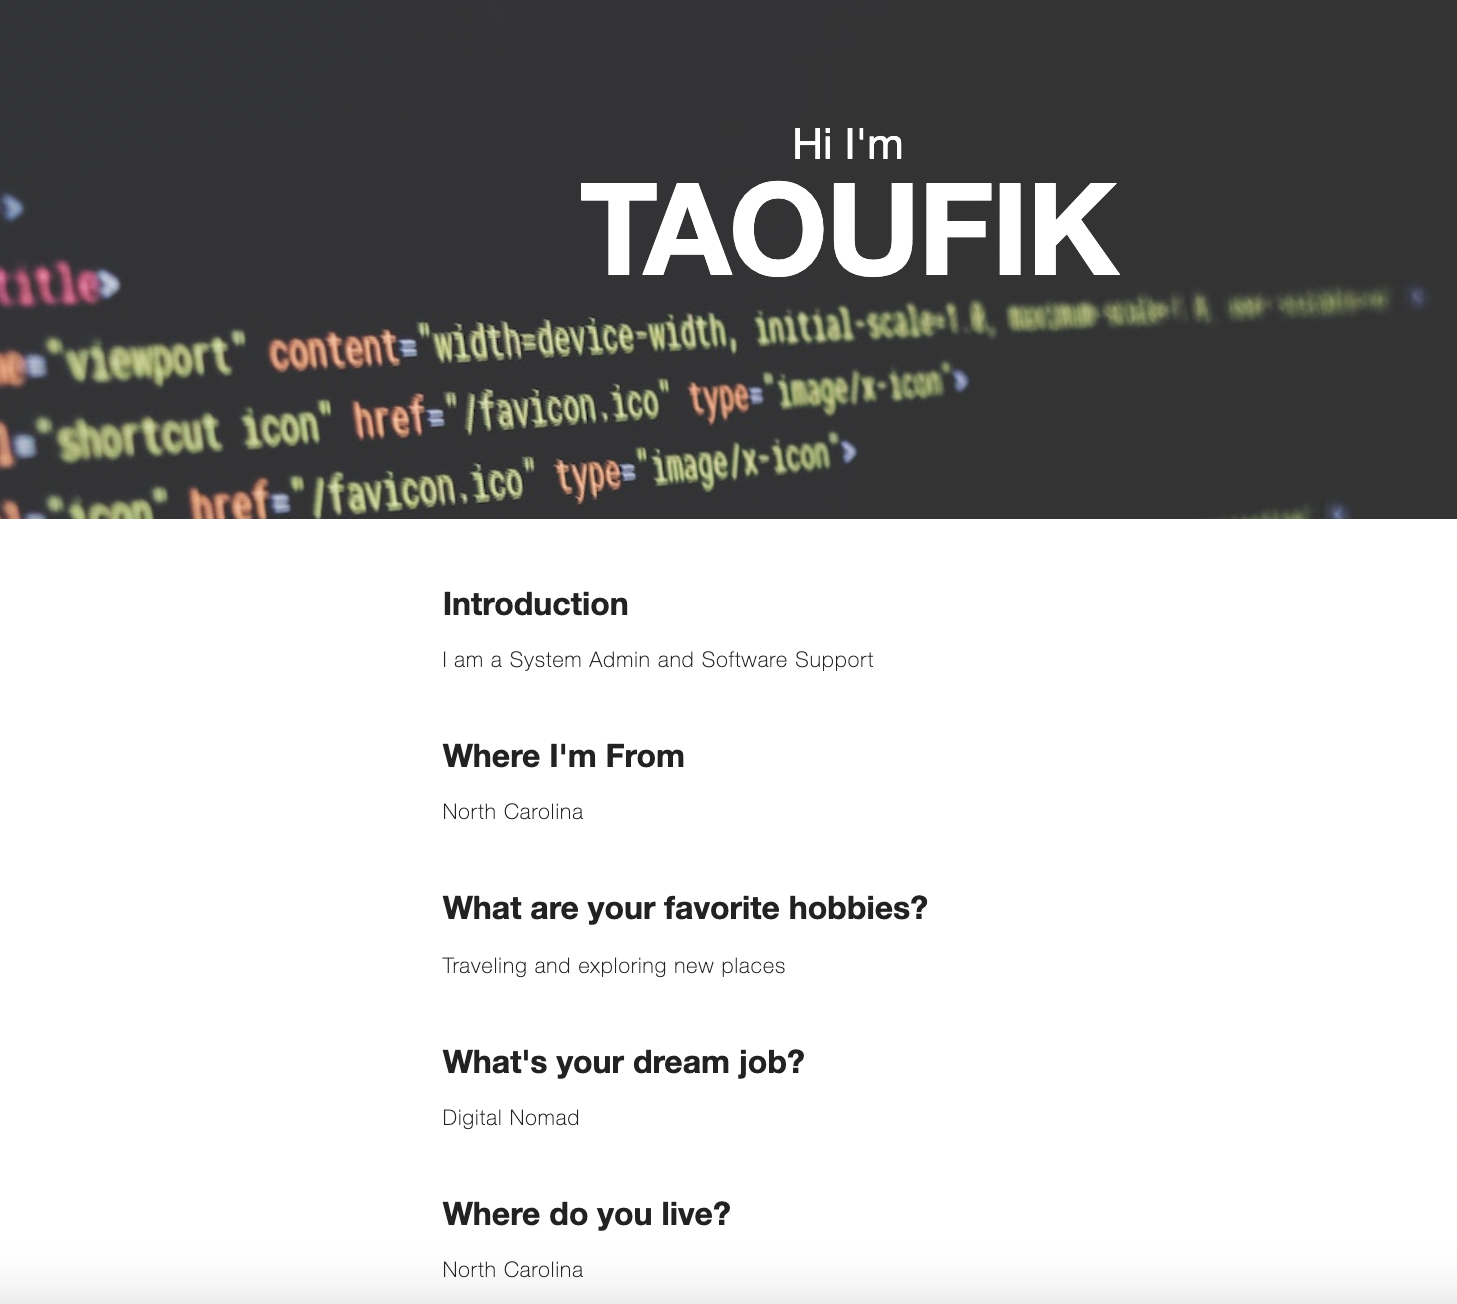 Hi I'm
TAOUFIK
>
title>
="viewport" content="width=device-width, initial-scale=1.0,
="shortcut icon" href="/favicon.ico" type="image/x-icon">
="icon" href="/favicon.ico" type="image/x-icon">
Introduction
I am a System Admin and Software Support
Where I'm From
North Carolina
What are your favorite hobbies?
Traveling and exploring new places
What's your dream job?
Digital Nomad
Where do you live?
North Carolina